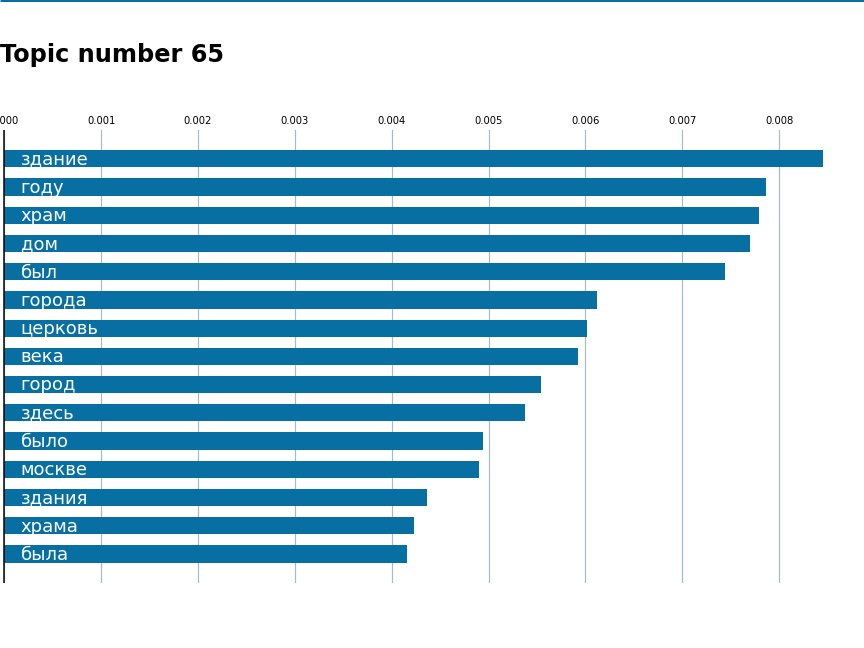 Topic number 65
000 0.001 0.002 0.003 0.004 0.005 0.006 0.007 0.008
здание
году
храм
дом
был
города
церковь
века
город
здесь
было
москве
здания
храма
была